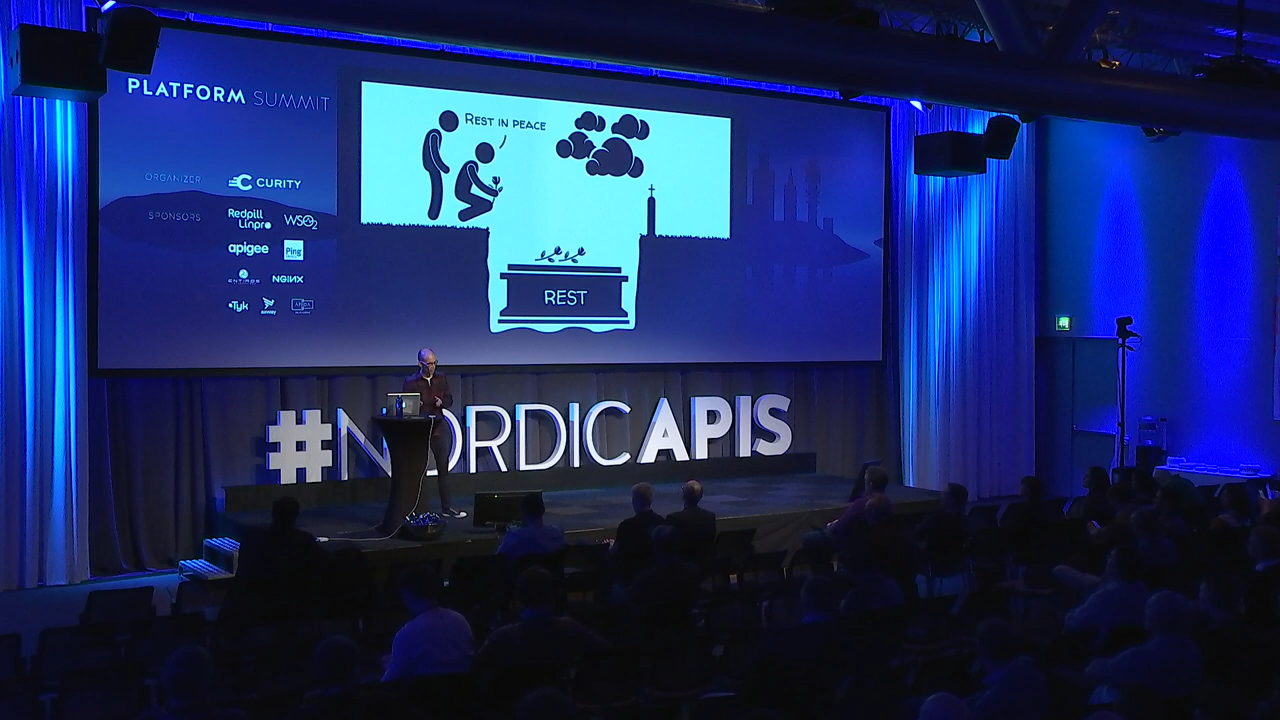 PLATFORM SUMMIT
ORGANIZER
CURITY
SPONSORS
Redpill
Linpro
WSO2
apigee
Ping
NGINX
Tyk
REST IN PEACE
REST
#NORDICAPIS